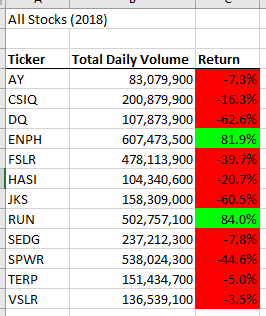 All Stocks (2018)
Ticker Total Daily Volume Return
AY 83,079,900 -7.3%
CSIQ 200,879,900 -16.3%
DQ 107,873,900 -62.6%
ENPH 607,473,500 81.9%
FSLR 478,113,900 -39.7%
HASI 104,340,600 -20.7%
JKS 158,309,000 -60.5%
RUN 502,757,100 84.0%
SEDG 237,212,300 -7.8%
SPWR 538,024,300 -44.6%
TERP 151,434,700 -5.0%
VSLR 136,539,100 -3.5%